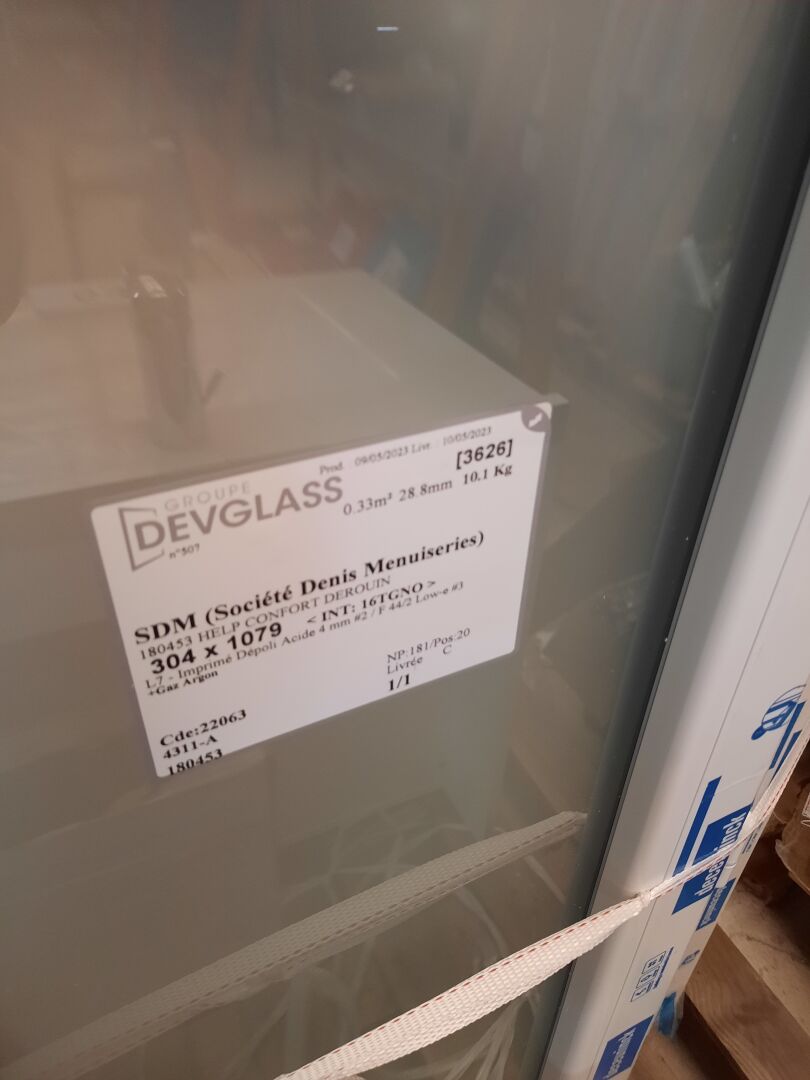 Prod. 09/05/2023 Livr. : 10/05/2023
[3626]
GROUPE
DEVGLASS
n°507
0.33m² 28.8mm 10.1 Kg
SDM (Société Denis Menuiseries)
180453 HELP CONFORT DEROUIN
304 x 1079 < INT: 16TGNO >
L7 - Imprimé Dépoli Acide 4 mm #2 / F 44/2 Low-e #3
+Gaz Argon
NP:181/Pos:20
Livrée C
1/1
Cde:22063
4311-A
180453
deceuninck
deceuninck